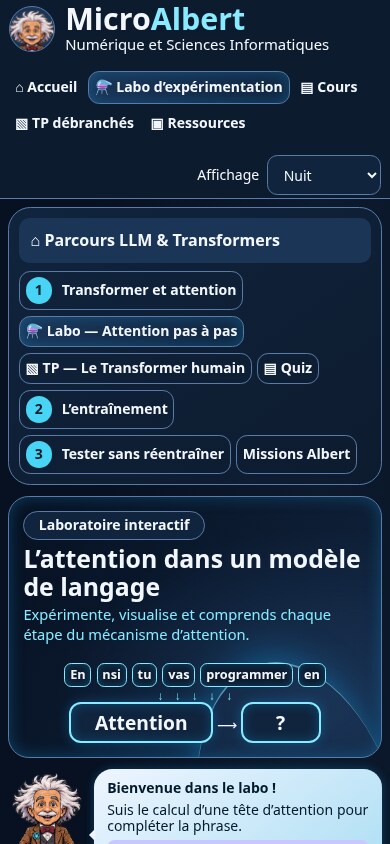 MicroAlbert
Numérique et Sciences Informatiques
Accueil Labo d’expérimentation Cours
TP débranchés Ressources
Affichage Nuit
Parcours LLM & Transformers
1 Transformer et attention
Labo — Attention pas à pas
TP — Le Transformer humain Quiz
2 L’entraînement
3 Tester sans réentraîner Missions Albert
Laboratoire interactif
L’attention dans un modèle
de langage
Expérimente, visualise et comprends chaque
étape du mécanisme d’attention.
En nsi tu vas programmer en
↓ ↓ ↓ ↓ ↓
Attention → ?
Bienvenue dans le labo !
Suis le calcul d’une tête d’attention pour
compléter la phrase.